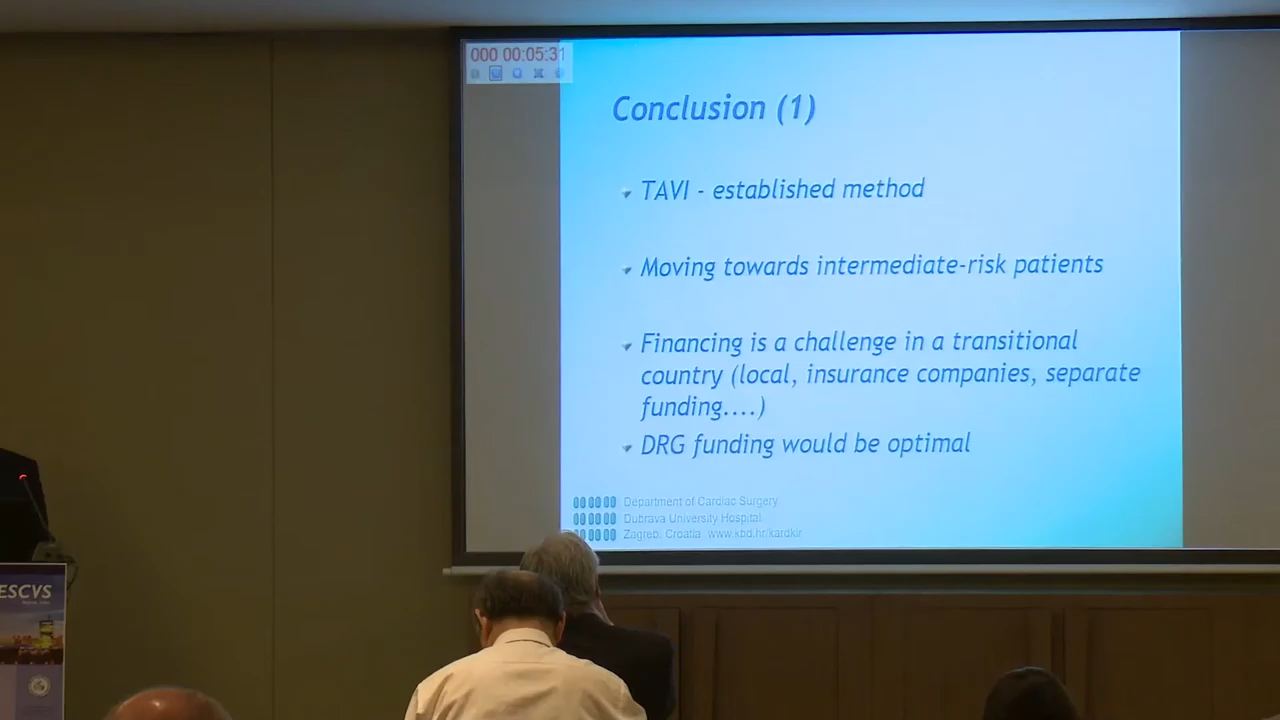 000 00:05:31
Conclusion (1)
TAVI - established method
Moving towards intermediate-risk patients
Financing is a challenge in a transitional
country (local, insurance companies, separate
funding....)
DRG funding would be optimal
Department of Cardiac Surgery
Dubrava University Hospital
Zagreb, Croatia www.kbd.hr/kardkir
ESCVS